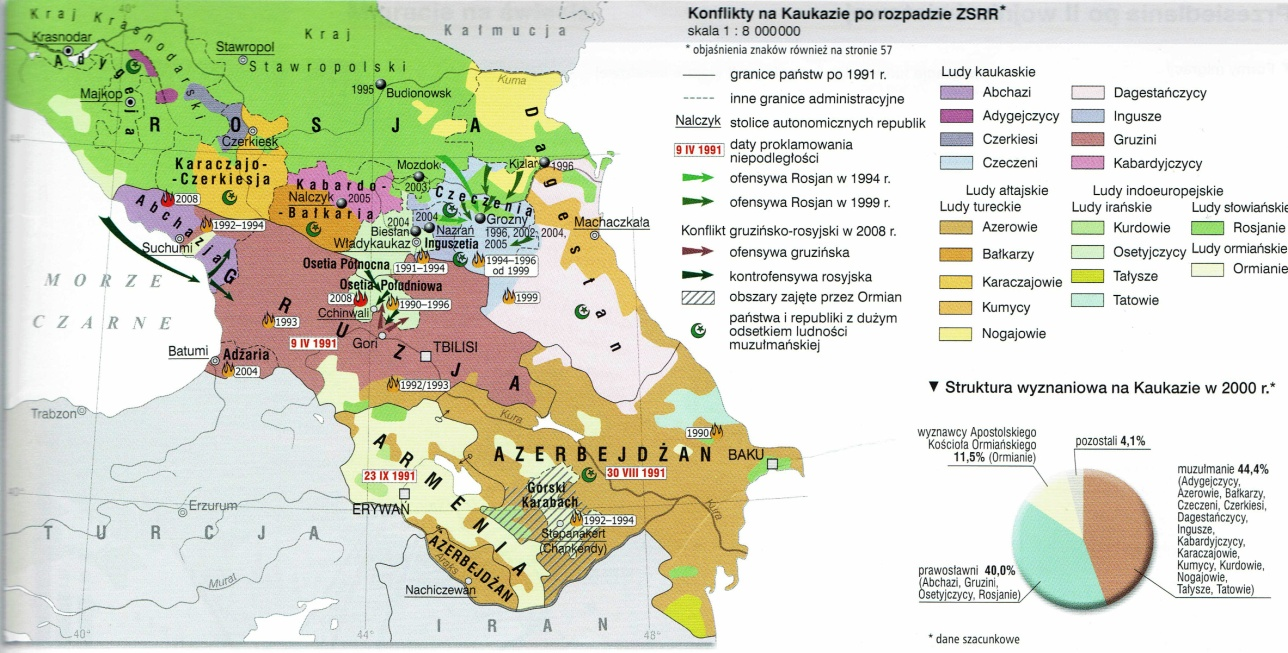 Konflikty na Kaukazie po rozpadzie ZSRR*
skala 1 : 8 000 000
* objaśnienia znaków również na stronie 57
granice państw po 1991 r.
inne granice administracyjne
Nalczyk stolice autonomicznych republik
9 IV 1991 daty proklamowania
niepodległości
ofensywa Rosjan w 1994 r.
ofensywa Rosjan w 1999 r.
Konflikt gruzińsko-rosyjski w 2008 r.
ofensywa gruzińska
kontrofensywa rosyjska
obszary zajęte przez Ormian
państwa i republiki z dużym
odsetkiem ludności
muzułmańskiej
Ludy kaukaskie
Abchazi
Adygejczycy
Czerkiesi
Czeczeni
Dagestańczycy
Ingusze
Gruzini
Kabardyjczycy
Ludy ałtajskie
Ludy tureckie
Azerowie
Bałkarzy
Karaczajowie
Kumycy
Nogajowie
Ludy indoeuropejskie
Ludy irańskie
Kurdowie
Osetyjczycy
Tałysze
Tatowie
Ludy słowiańskie
Rosjanie
Ludy ormiańskie
Ormianie
▼ Struktura wyznaniowa na Kaukazie w 2000 r.*
wyznawcy Apostolskiego
Kościoła Ormiańskiego
11,5% (Ormianie)
pozostali 4,1%
muzułmanie 44,4%
(Adygejczycy,
Azerowie, Bałkarzy,
Czeczeni, Czerkiesi,
Dagestańczycy,
Ingusze,
Kabardyjczycy,
Karaczajowie,
Kumycy, Kurdowie,
Nogajowie,
Tałysze, Tatowie)
prawosławni 40,0%
(Abchazi, Gruzini,
Osetyjczycy, Rosjanie)
* dane szacunkowe
40°
Kraj Krasnodarski
Krasnodar
Adygeja
Majkop
Kraj
Stawropolski
Stawropol
Kałmucja
1995 Budionowsk
Kuma
ROSJA
Czerkiesk
Karaczajo-
-Czerkiesja
Kabardo-
-Bałkaria
Nalczyk 2005
Mozdok
2003
Kizlar 1996
Czeczenia
Grozny
1996, 2002, 2004,
2005
2004
2004
Biesłan
Nazrań
Władykaukaz
Inguszetia
1994–1996
od 1999
1999
Dagestan
Machaczkała
44°
2008
Abchazja
1992–1994
Suchumi
Osetia Północna
1991–1994
Osetia Południowa
2008
1990–1996
Cchinwali
Gori
1993
9 IV 1991
GRUZJA
TBILISI
Batumi
Adżaria
2004
1992/1993
MORZE
CZARNE
Trabzon
Kura
ARMENIA
23 IX 1991
ERYWAŃ
AZERBEJDŻAN
30 VIII 1991
1990
BAKU
Górski
Karabach
1992–1994
Stepanakert
(Chankendy)
Kura
AZERBEJDŻAN
Araks
Nachiczewan
Erzurum
TURCJA
Murat
IRAN
40°
44°
48°